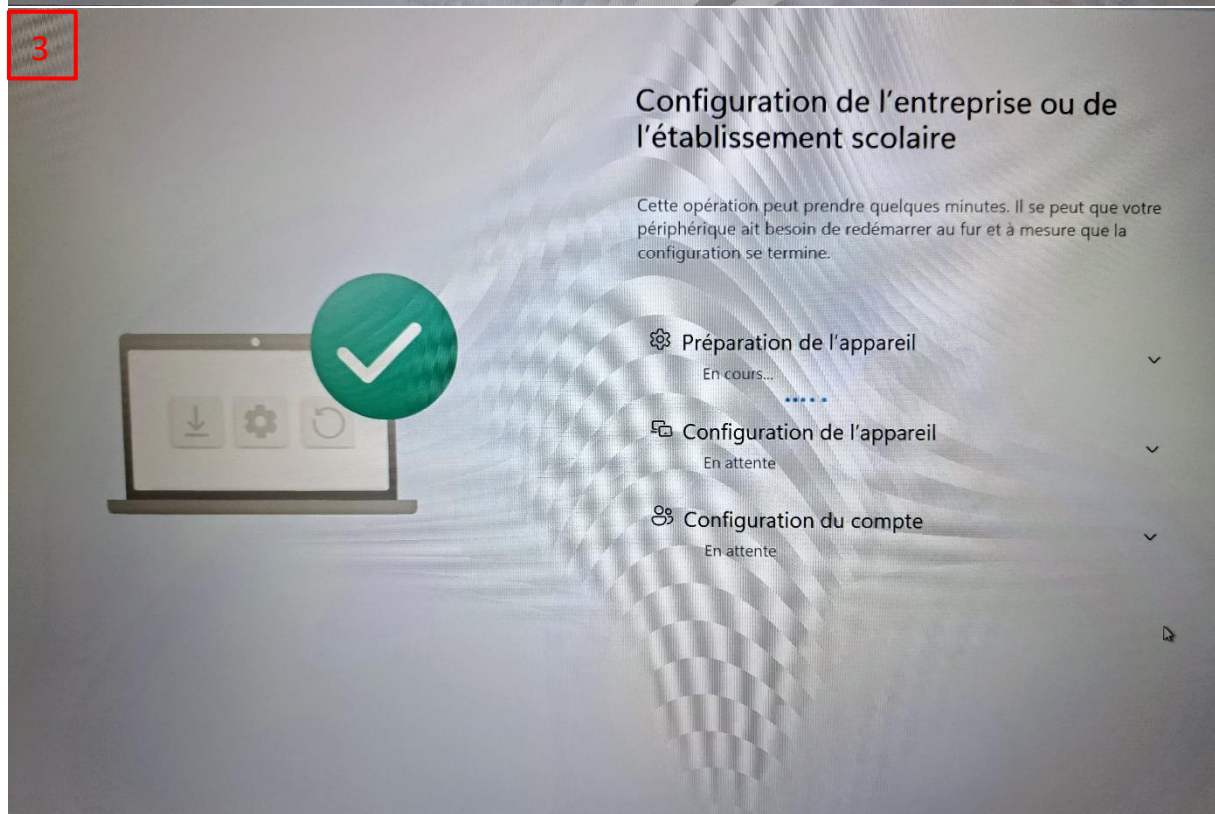 3
Configuration de l'entreprise ou de
l'établissement scolaire
Cette opération peut prendre quelques minutes. Il se peut que votre
périphérique ait besoin de redémarrer au fur et à mesure que la
configuration se termine.
Préparation de l'appareil
En cours...
Configuration de l'appareil
En attente
Configuration du compte
En attente